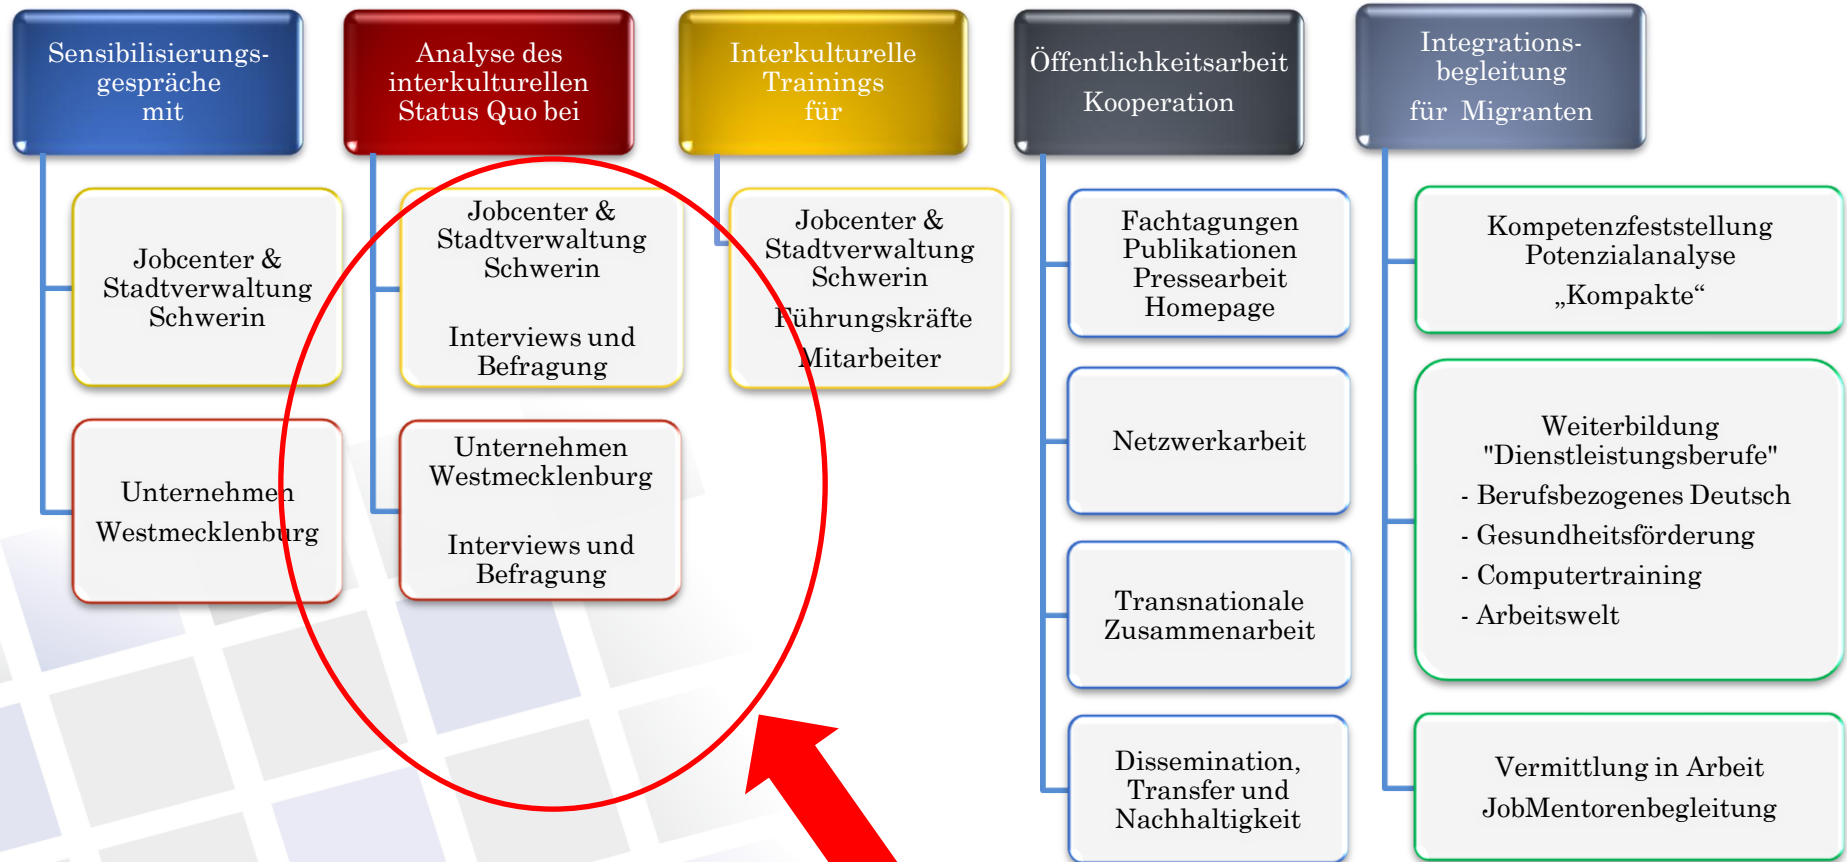 Sensibilisierungs-
gespräche
mit
Jobcenter &
Stadtverwaltung
Schwerin
Unternehmen
Westmecklenburg
Analyse des
interkulturellen
Status Quo bei
Jobcenter &
Stadtverwaltung
Schwerin
Interviews und
Befragung
Unternehmen
Westmecklenburg
Interviews und
Befragung
Interkulturelle
Trainings
für
Jobcenter &
Stadtverwaltung
Schwerin
Führungskräfte
Mitarbeiter
Öffentlichkeitsarbeit
Kooperation
Fachtagungen
Publikationen
Pressearbeit
Homepage
Netzwerkarbeit
Transnationale
Zusammenarbeit
Dissemination,
Transfer und
Nachhaltigkeit
Integrations-
begleitung
für Migranten
Kompetenzfeststellung
Potenzialanalyse
„Kompakte“
Weiterbildung
"Dienstleistungsberufe"
- Berufsbezogenes Deutsch
- Gesundheitsförderung
- Computertraining
- Arbeitswelt
Vermittlung in Arbeit
JobMentorenbegleitung